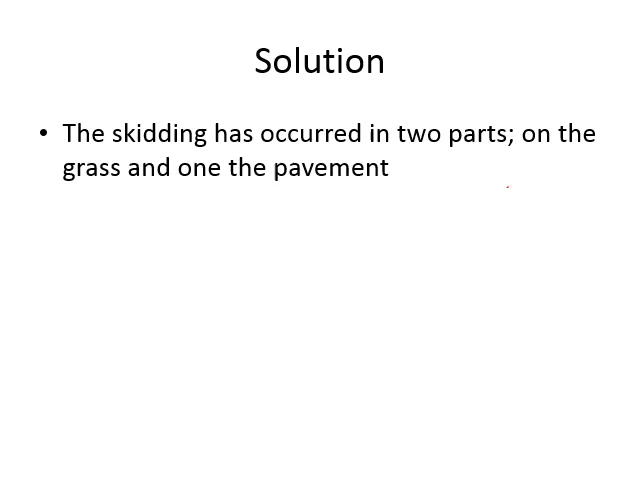 Solution
• The skidding has occurred in two parts; on the
grass and one the pavement